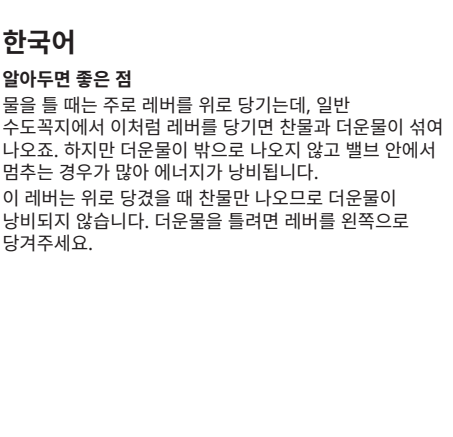 한국어
알아두면 좋은 점
물을 틀 때는 주로 레버를 위로 당기는데, 일반
수도꼭지에서 이처럼 레버를 당기면 찬물과 더운물이 섞여
나오죠. 하지만 더운물이 밖으로 나오지 않고 밸브 안에서
멈추는 경우가 많아 에너지가 낭비됩니다.
이 레버는 위로 당겼을 때 찬물만 나오므로 더운물이
낭비되지 않습니다. 더운물을 틀려면 레버를 왼쪽으로
당겨주세요.